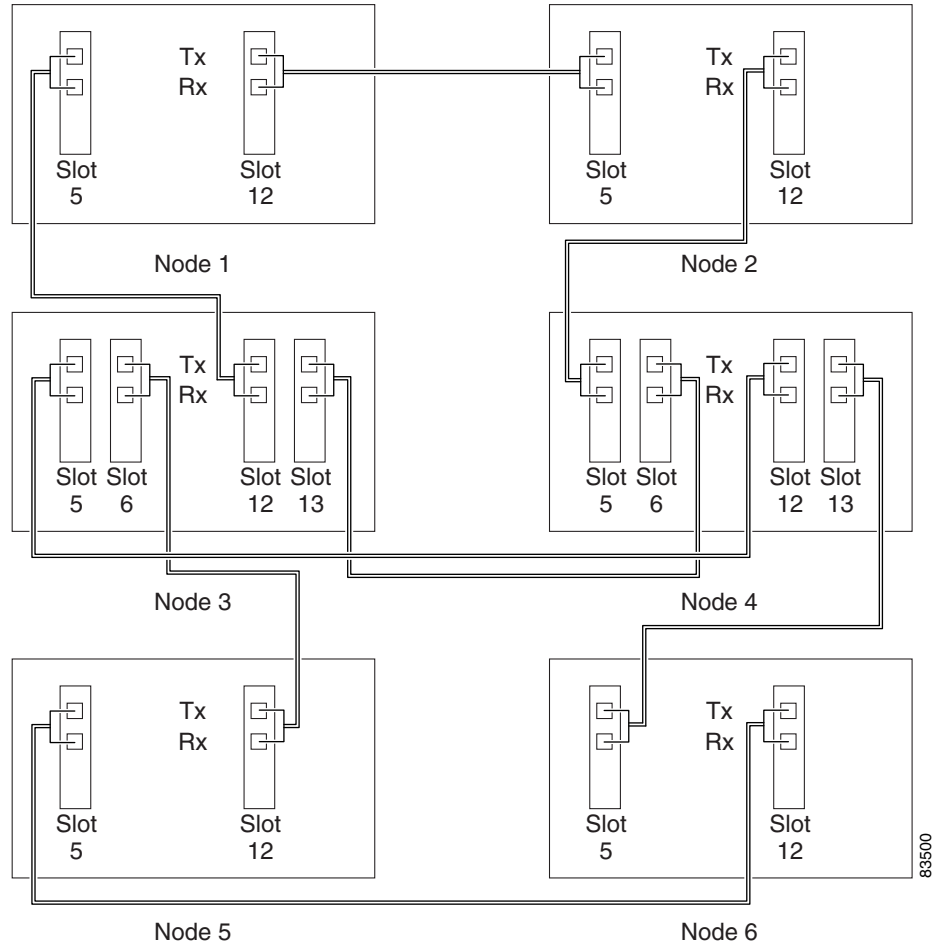 Tx
Rx
Slot
5
Slot
12
Node 1
Tx
Rx
Slot
5
Slot
12
Node 2
Tx
Rx
Slot
5
Slot
6
Slot
12
Slot
13
Node 3
Tx
Rx
Slot
5
Slot
6
Slot
12
Slot
13
Node 4
Tx
Rx
Slot
5
Slot
12
Node 5
Tx
Rx
Slot
5
Slot
12
Node 6
83500